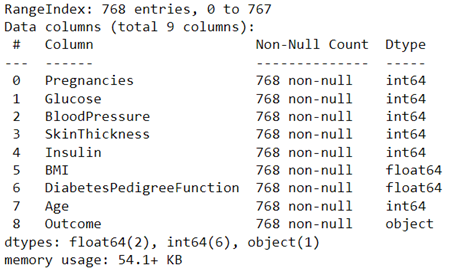 RangeIndex: 768 entries, 0 to 767
Data columns (total 9 columns):
 #   Column                    Non-Null Count  Dtype
---  ------                    --------------  -----
 0   Pregnancies               768 non-null    int64
 1   Glucose                   768 non-null    int64
 2   BloodPressure             768 non-null    int64
 3   SkinThickness             768 non-null    int64
 4   Insulin                   768 non-null    int64
 5   BMI                       768 non-null    float64
 6   DiabetesPedigreeFunction  768 non-null    float64
 7   Age                       768 non-null    int64
 8   Outcome                   768 non-null    object
dtypes: float64(2), int64(6), object(1)
memory usage: 54.1+ KB